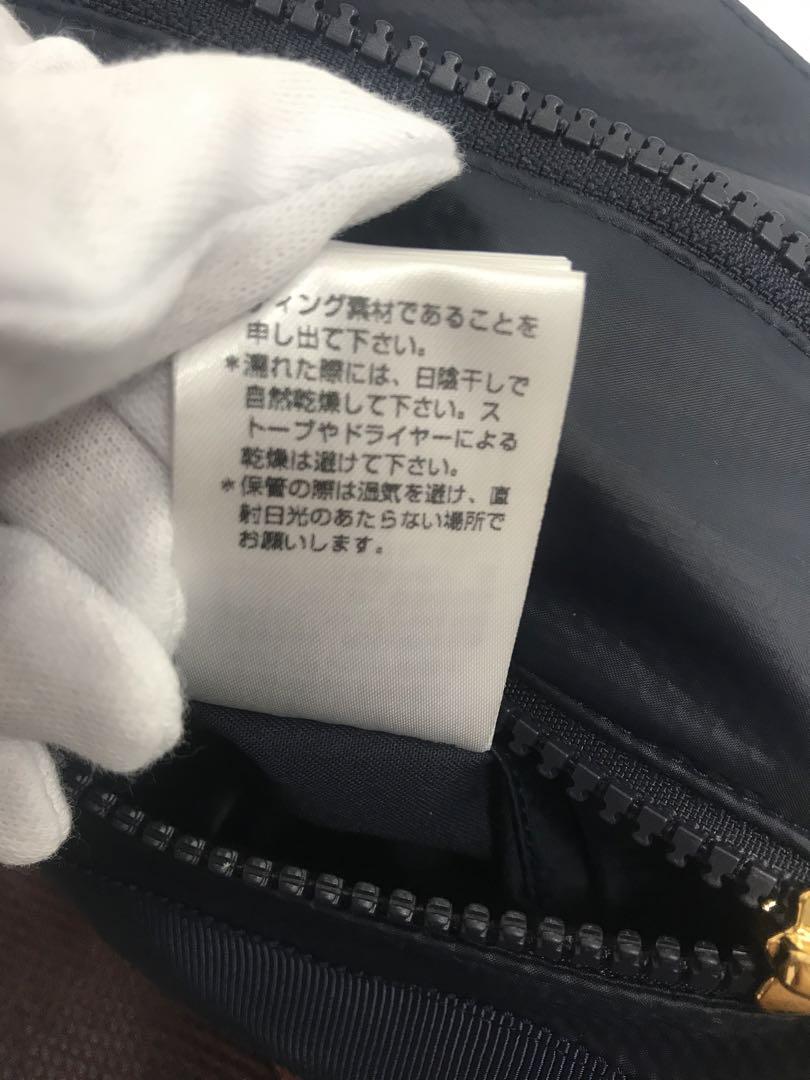 ィング素材であることを
申し出て下さい。
*濡れた際には、日陰干しで
自然乾燥して下さい。ス
トーブやドライヤーによる
乾燥は避けて下さい。
*保管の際は湿気を避け、直
射日光のあたらない場所で
お願いします。